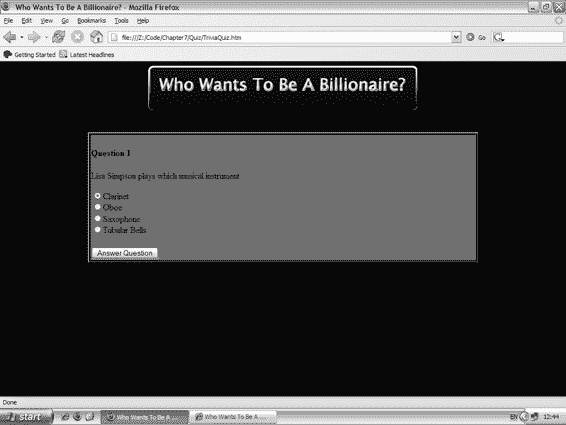 Who Wants To Be A Billionaire? - Mozilla Firefox
File Edit View Go Bookmarks Tools Help
file:///Z:/Code/Chapter7/Quiz/TriviaQuiz.htm
Go
Getting Started Latest Headlines
Who Wants To Be A Billionaire?
Question 1
Lisa Simpson plays which musical instrument
Clarinet
Oboe
Saxophone
Tubular Bells
Answer Question
Done
start Who Wants To Be A ... Who Wants To Be A ... EN 12:44